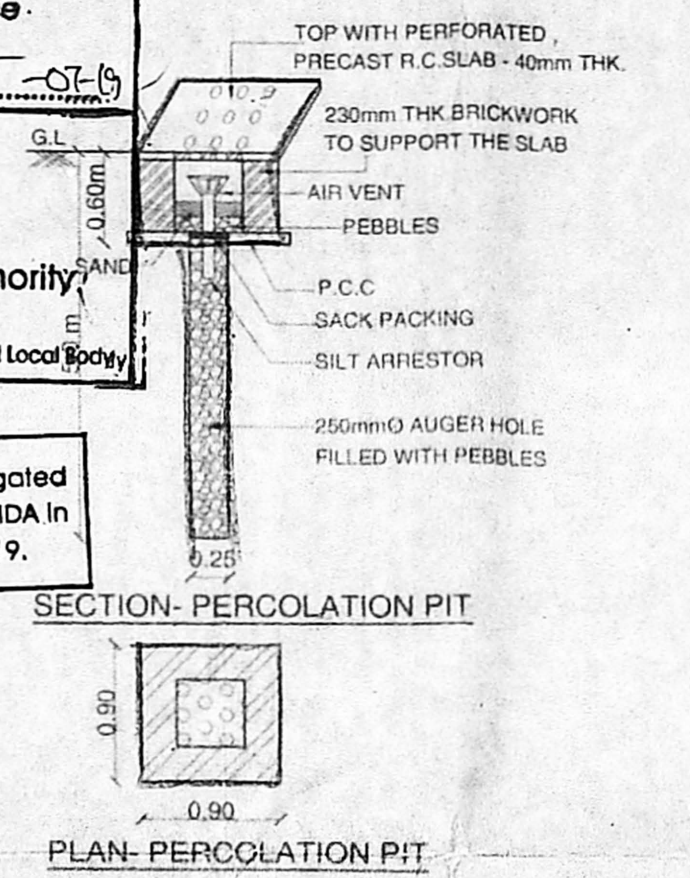 e.
-07-19
TOP WITH PERFORATED,
PRECAST R.C.SLAB - 40mm THK.
230mm THK BRICKWORK
TO SUPPORT THE SLAB
G.L
0.60m
AIR VENT
PEBBLES
SAND
hority,
P.C.C
SACK PACKING
m
Local Body
SILT ARRESTOR
250mmØ AUGER HOLE
FILLED WITH PEBBLES
gated
MDA in
9.
0.25
SECTION- PERCOLATION PIT
0.90
0.90
PLAN- PERCOLATION PIT